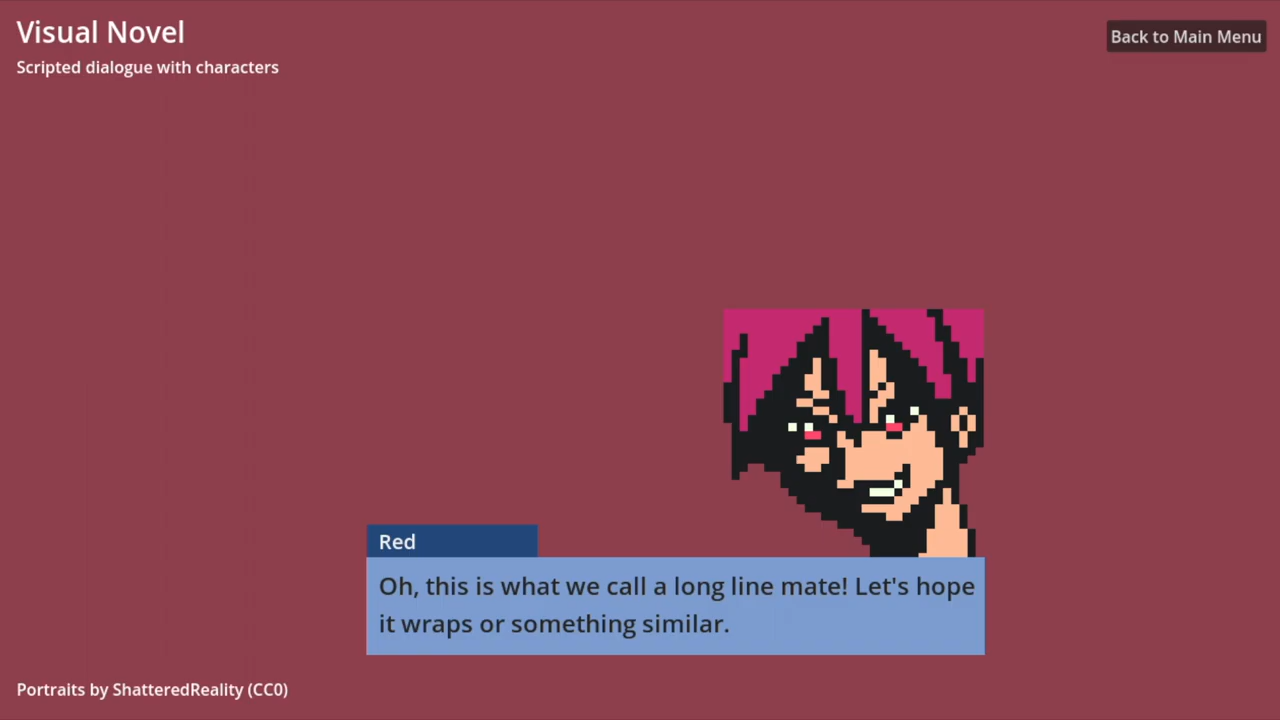 Visual Novel
Back to Main Menu
Scripted dialogue with characters
Red
Oh, this is what we call a long line mate! Let's hope
it wraps or something similar.
Portraits by ShatteredReality (CC0)